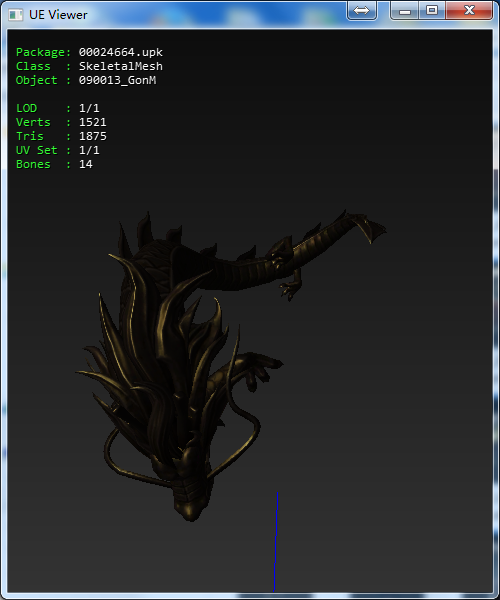 UE Viewer
Package: 00024664.upk
Class : SkeletalMesh
Object : 090013_GonM
LOD : 1/1
Verts : 1521
Tris : 1875
UV Set : 1/1
Bones : 14